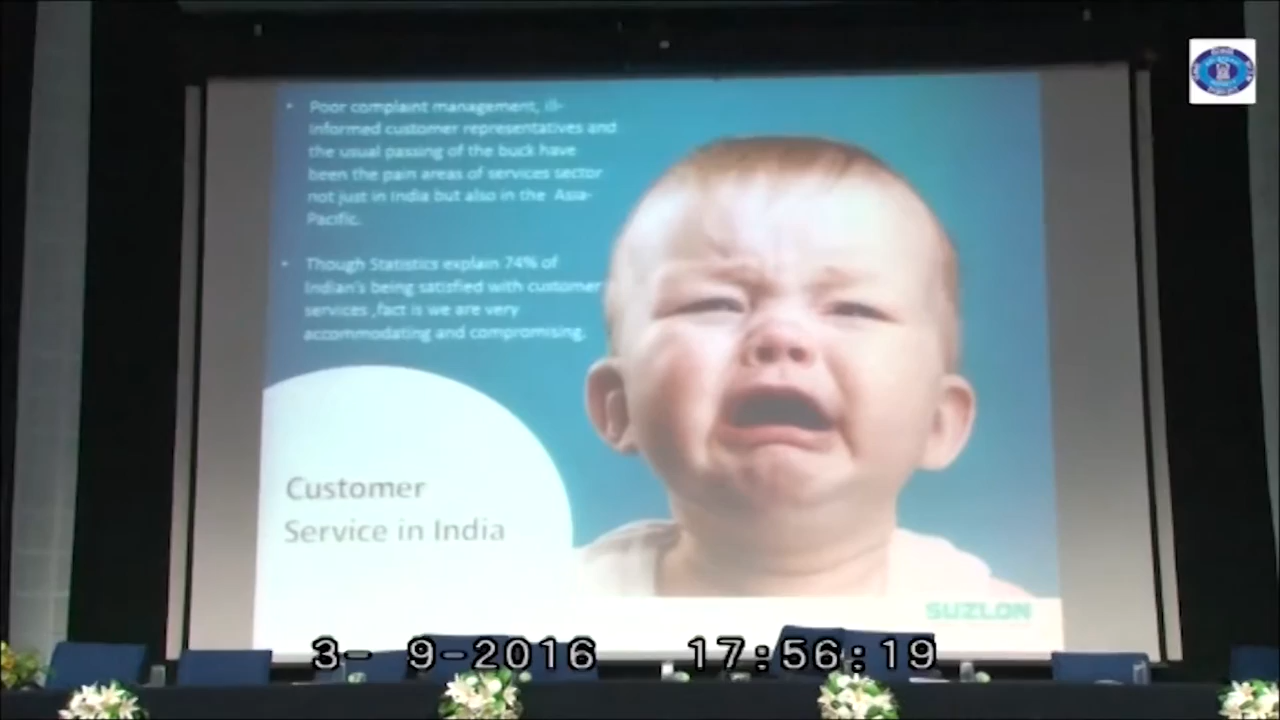 • Poor complaint management, ill-
informed customer representatives and
the usual passing of the buck have
been the pain areas of services sector
not just in India but also in the Asia-
Pacific.
• Though Statistics explain 74% of
Indian's being satisfied with customer
services ,fact is we are very
accommodating and compromising.
Customer
Service in India
SUZLON
3- 9-2016 17:56:19